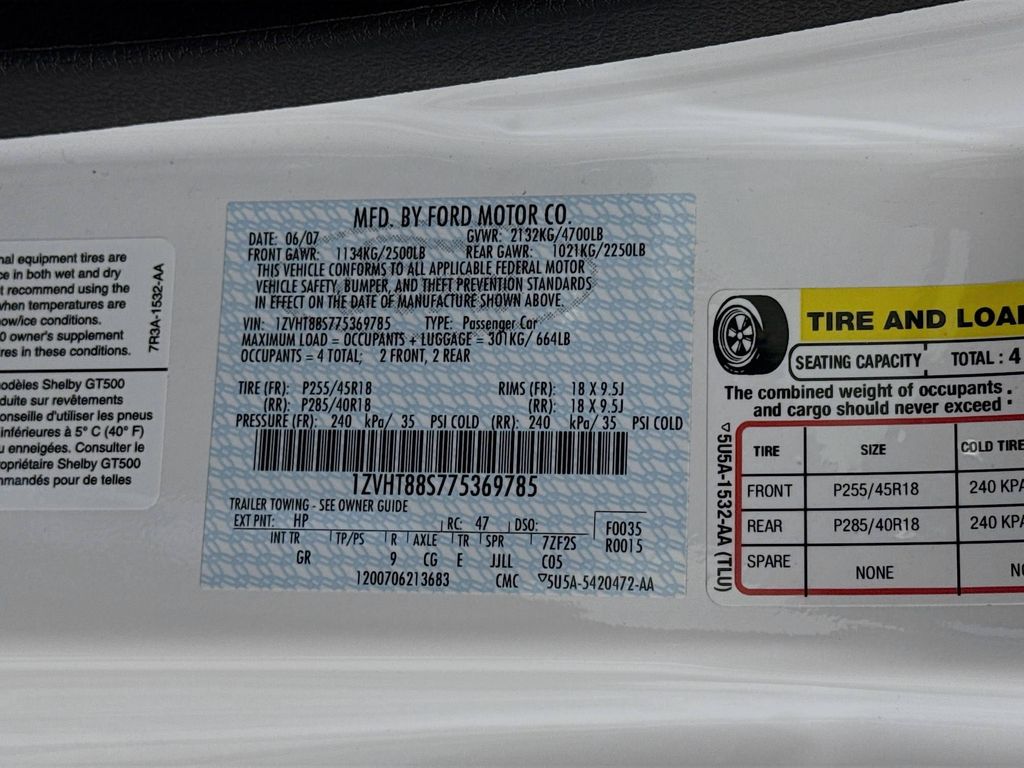 nal equipment tires are
ce in both wet and dry
t recommend using the
when temperatures are
now/ice conditions.
0 owner's supplement
res in these conditions.
7R3A-1532-AA
odèles Shelby GT500
duite sur revêtements
onseille d'utiliser les pneus
inférieures à 5° C (40° F)
u enneigées. Consulter le
opriétaire Shelby GT500
mmandés pour de telles
MFD. BY FORD MOTOR CO.
DATE: 06/07 GVWR: 2132KG/4700LB
FRONT GAWR: 1134KG/2500LB REAR GAWR: 1021KG/2250LB
THIS VEHICLE CONFORMS TO ALL APPLICABLE FEDERAL MOTOR
VEHICLE SAFETY, BUMPER, AND THEFT PREVENTION STANDARDS
IN EFFECT ON THE DATE OF MANUFACTURE SHOWN ABOVE.
VIN: 1ZVHT88S775369785 TYPE: Passenger Car
MAXIMUM LOAD = OCCUPANTS + LUGGAGE = 301KG/ 664LB
OCCUPANTS = 4 TOTAL; 2 FRONT, 2 REAR
TIRE (FR): P255/45R18 RIMS (FR): 18 X 9.5J
(RR): P285/40R18 (RR): 18 X 9.5J
PRESSURE (FR): 240 kPa/ 35 PSI COLD (RR): 240 kPa/ 35 PSI COLD
1ZVHT88S775369785
TRAILER TOWING - SEE OWNER GUIDE
EXT PNT: HP RC: 47 DSO: F0035
INT TR TP/PS R AXLE TR SPR 7ZF2S R0015
GR 9 CG E JJLL C05
1200706213683 CMC ▽5U5A-5420472-AA
TIRE AND LOAD
SEATING CAPACITY TOTAL : 4
The combined weight of occupants
and cargo should never exceed :
▽5U5A-1532-AA (TLU)
TIRE SIZE COLD TIRE
FRONT P255/45R18 240 KPA
REAR P285/40R18 240 KPA
SPARE NONE NO